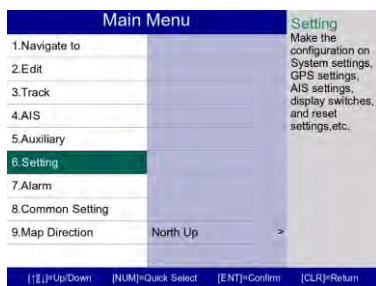 Main Menu
1.Navigate to
2.Edit
3.Track
4.AIS
5.Auxiliary
6.Setting
7.Alarm
8.Common Setting
9.Map Direction North Up >
Setting
Make the
configuration on
System settings,
GPS settings,
AIS settings,
display switches,
and reset
settings,etc.
[↑][↓]=Up/Down [NUM]=Quick Select [ENT]=Confirm [CLR]=Return